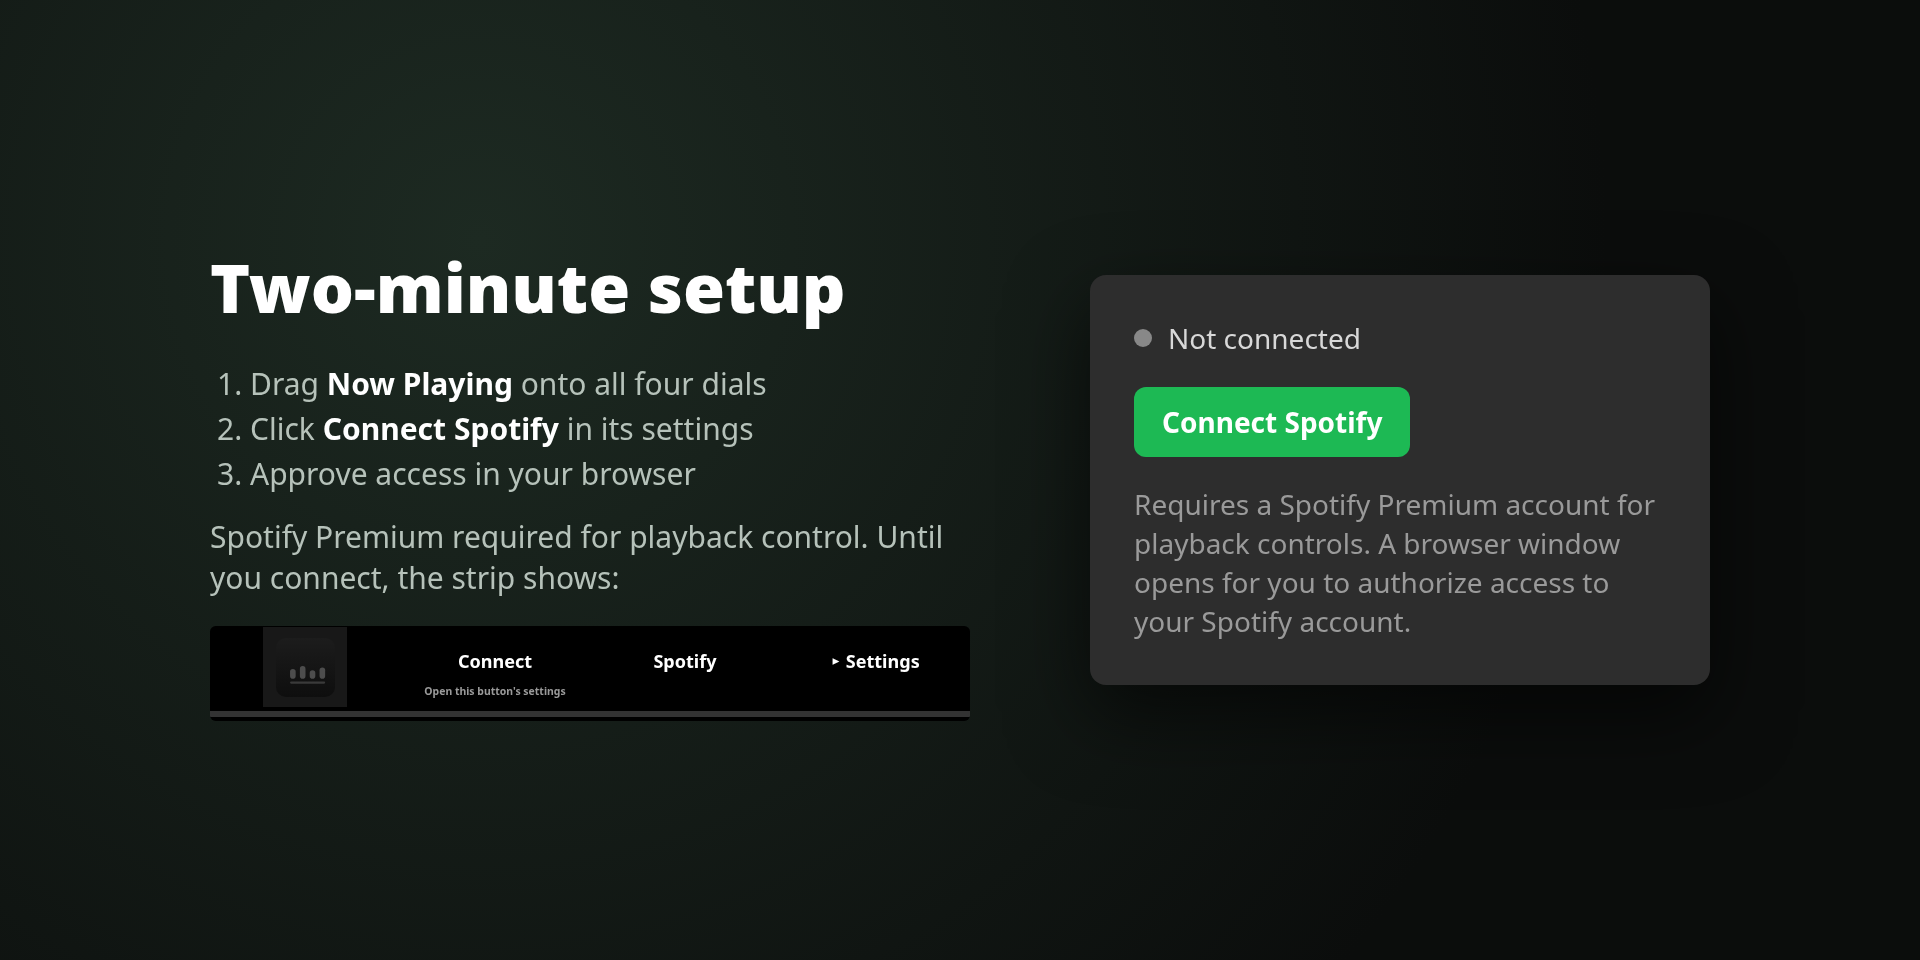 Two-minute setup
1. Drag Now Playing onto all four dials
2. Click Connect Spotify in its settings
3. Approve access in your browser
Spotify Premium required for playback control. Until
you connect, the strip shows:
Connect Spotify ▸ Settings
Open this button's settings
Not connected
Connect Spotify
Requires a Spotify Premium account for
playback controls. A browser window
opens for you to authorize access to
your Spotify account.